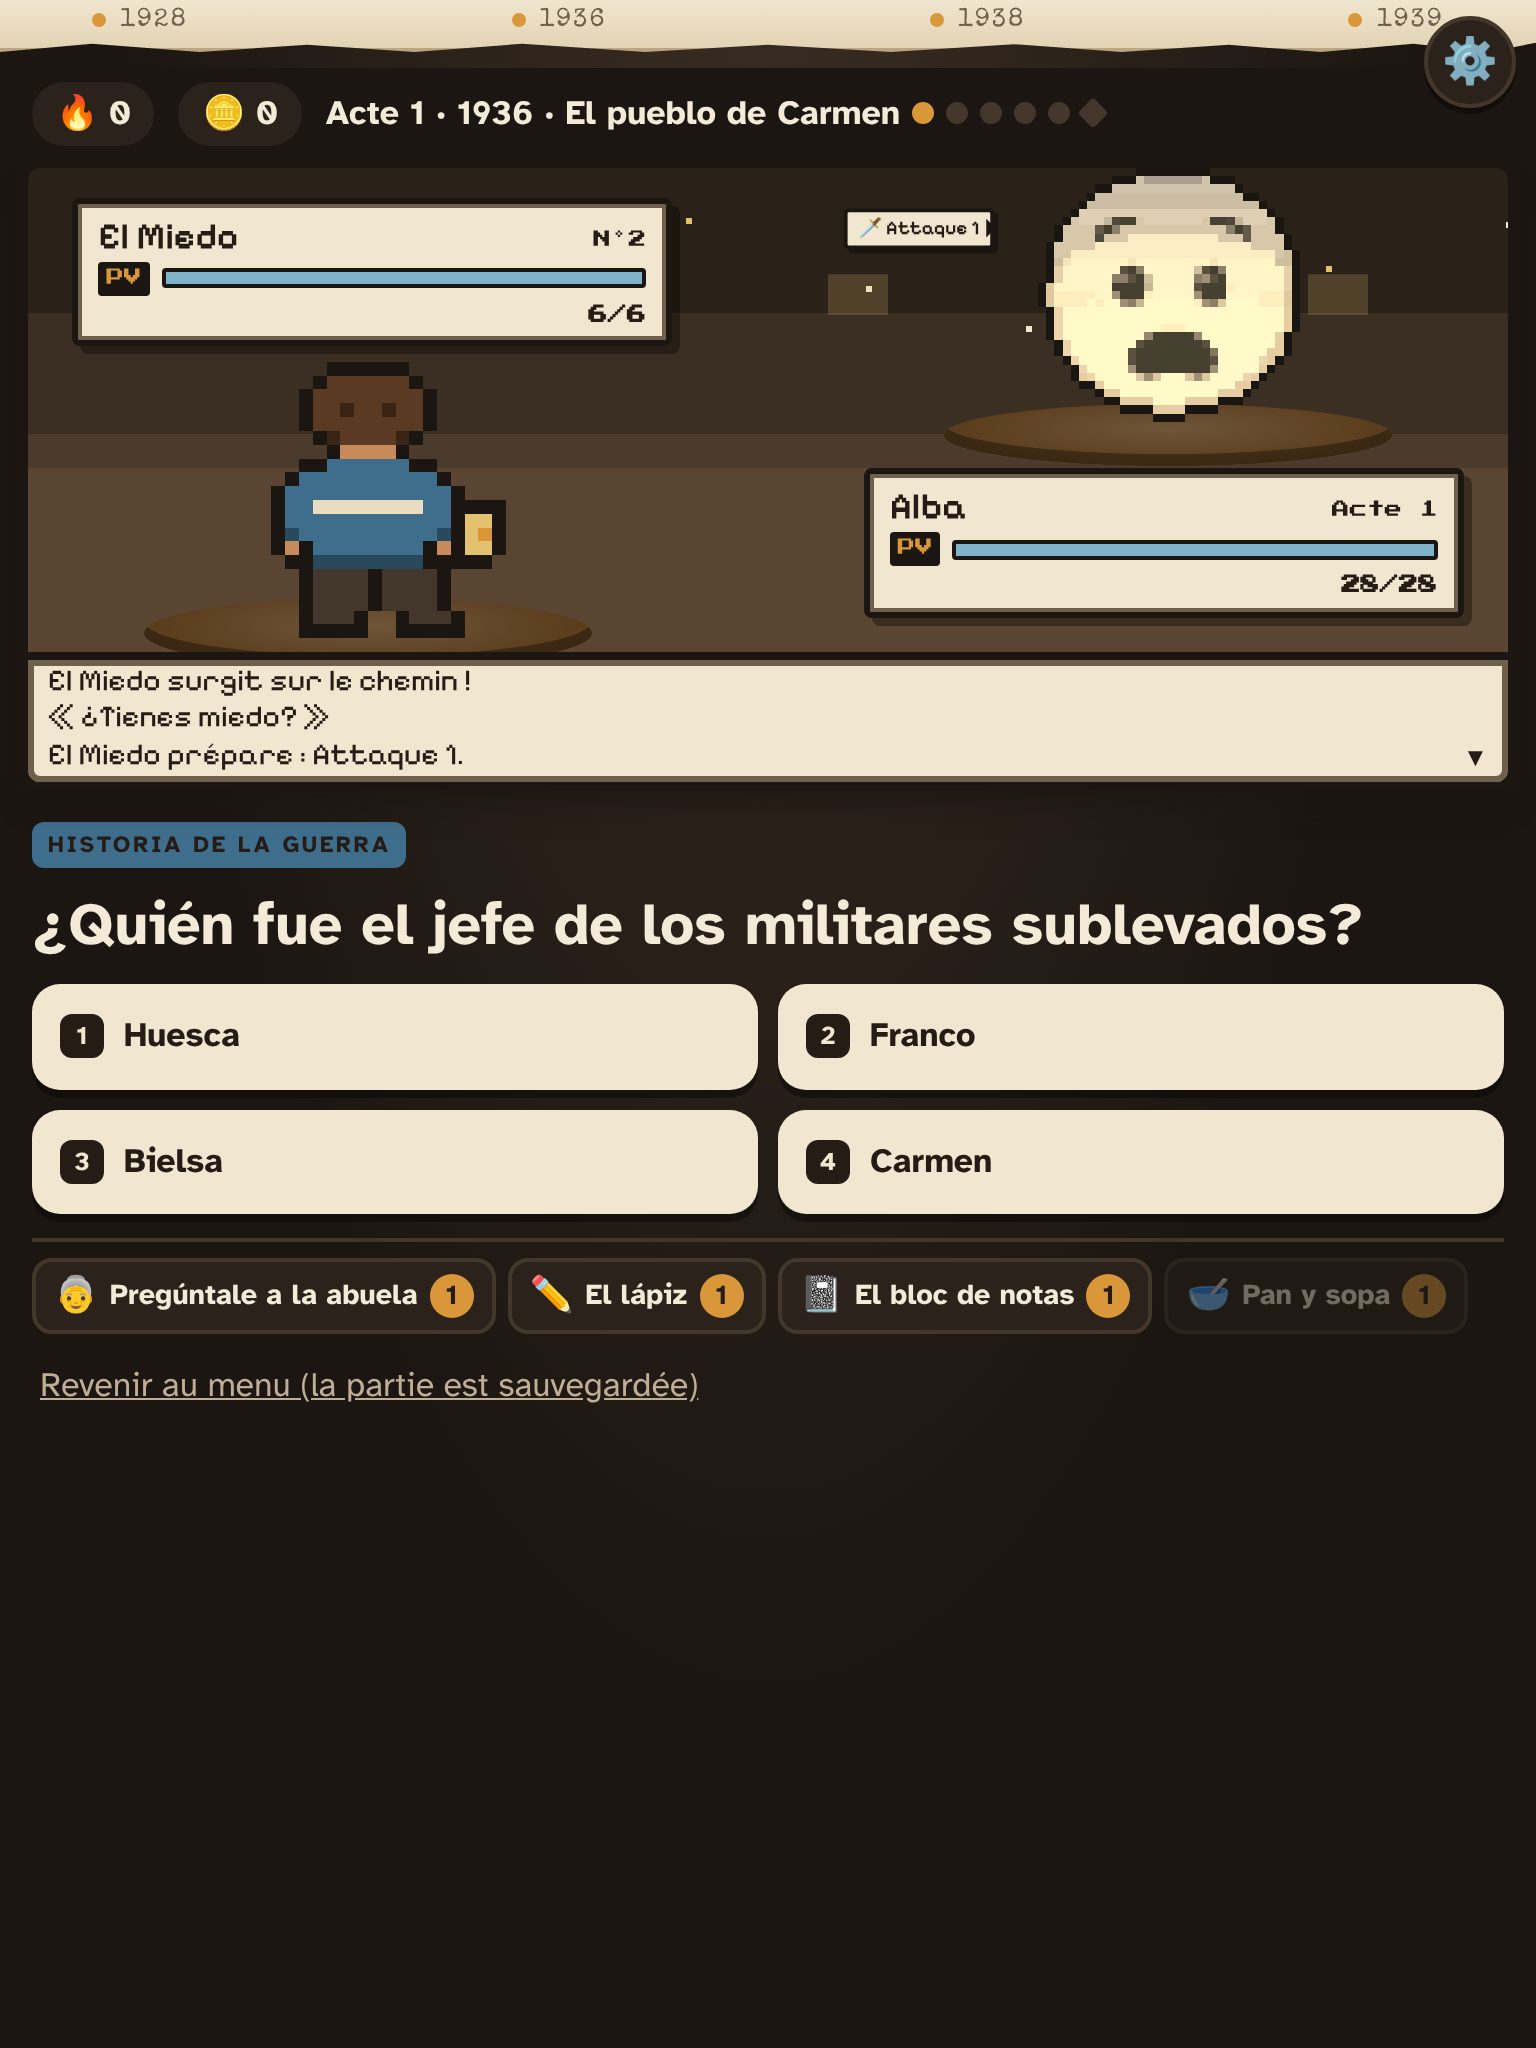 1928 1936 1938 1939
0 0 Acte 1 · 1936 · El pueblo de Carmen
El Miedo N°2
PV
6/6
Attaque 1
Alba Acte 1
PV
28/28
El Miedo surgit sur le chemin !
« ¿Tienes miedo? »
El Miedo prépare : Attaque 1.
HISTORIA DE LA GUERRA
¿Quién fue el jefe de los militares sublevados?
1 Huesca
2 Franco
3 Bielsa
4 Carmen
Pregúntale a la abuela 1
El lápiz 1
El bloc de notas 1
Pan y sopa 1
Revenir au menu (la partie est sauvegardée)